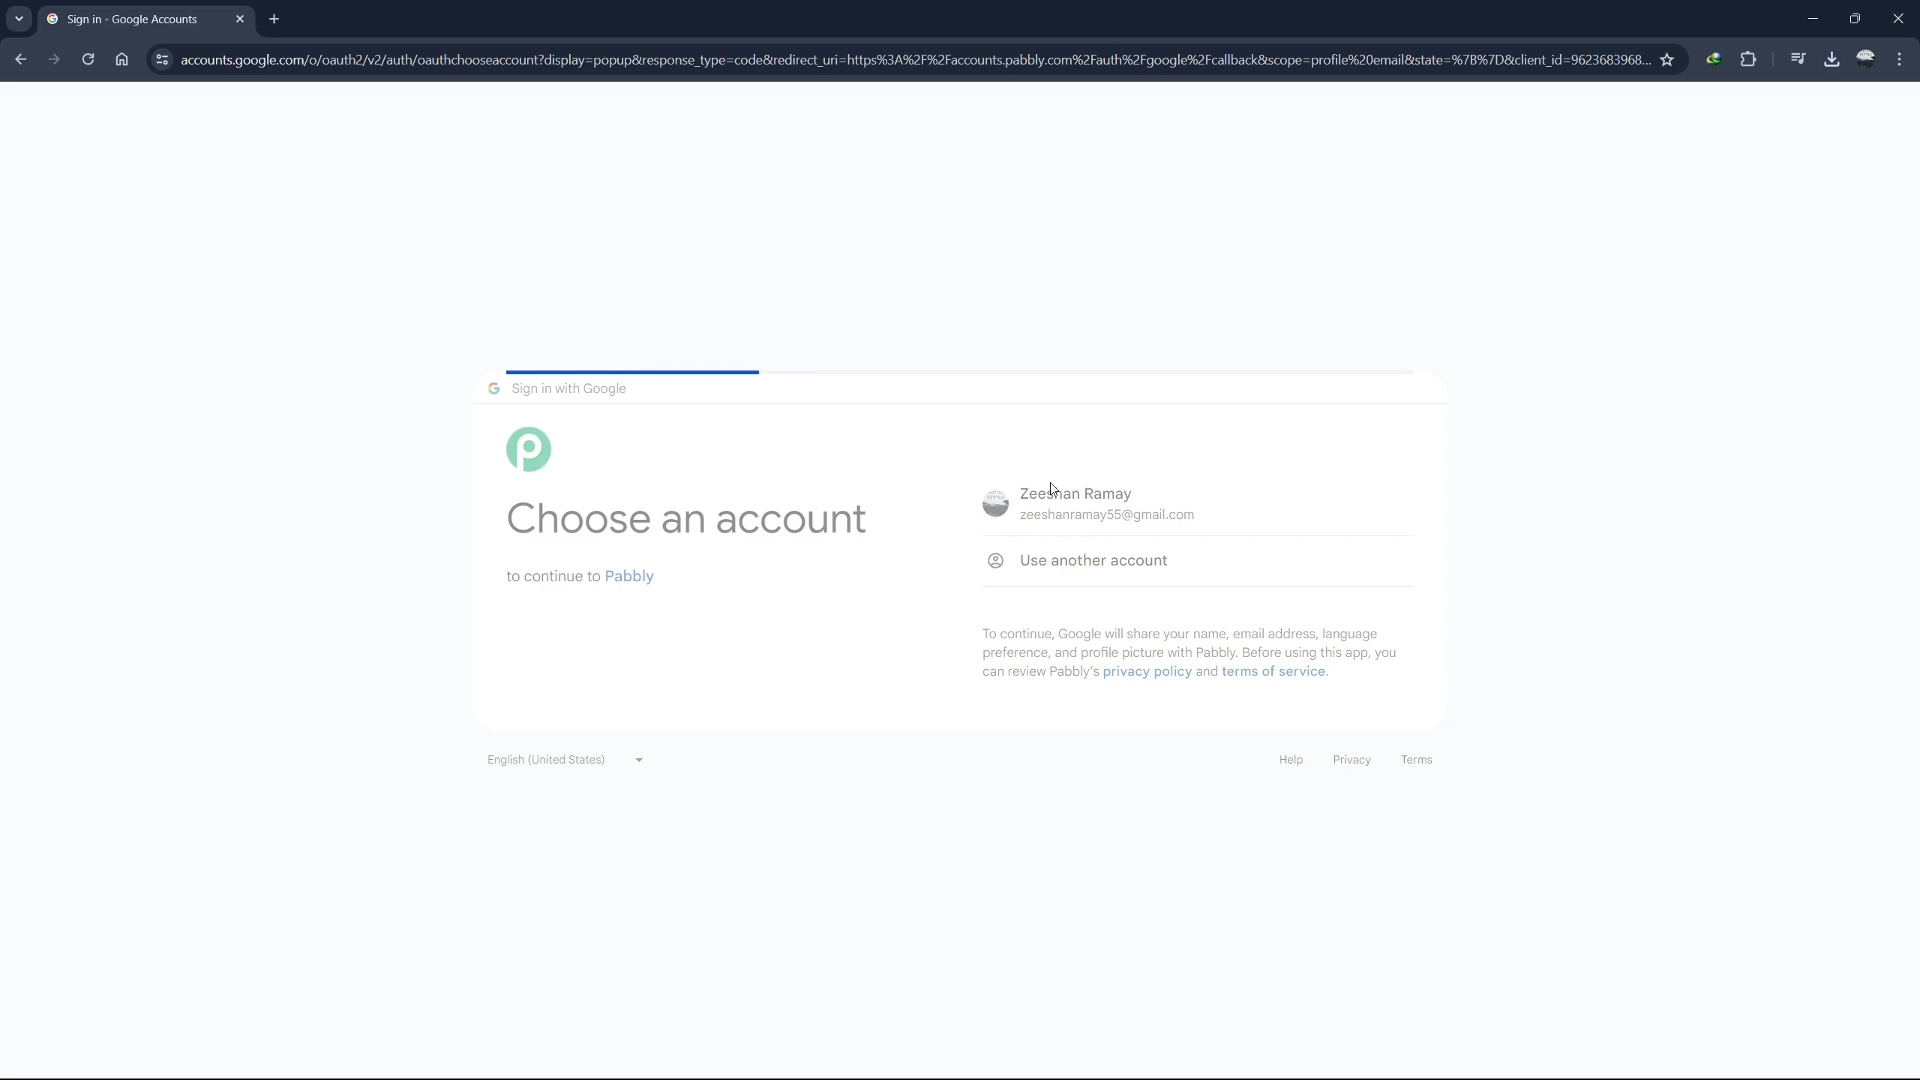 Sign in - Google Accounts
accounts.google.com/o/oauth2/v2/auth/oauthchooseaccount?display=popup&response_type=code&redirect_uri=https%3A%2F%2Faccounts.pabbly.com%2Fauth%2Fgoogle%2Fcallback&scope=profile%20email&state=%7B%7D&client_id=9623683968...
Sign in with Google
Choose an account
to continue to Pabbly
Zeeshan Ramay
zeeshanramay55@gmail.com
Use another account
To continue, Google will share your name, email address, language
preference, and profile picture with Pabbly. Before using this app, you
can review Pabbly's privacy policy and terms of service.
English (United States)
Help Privacy Terms